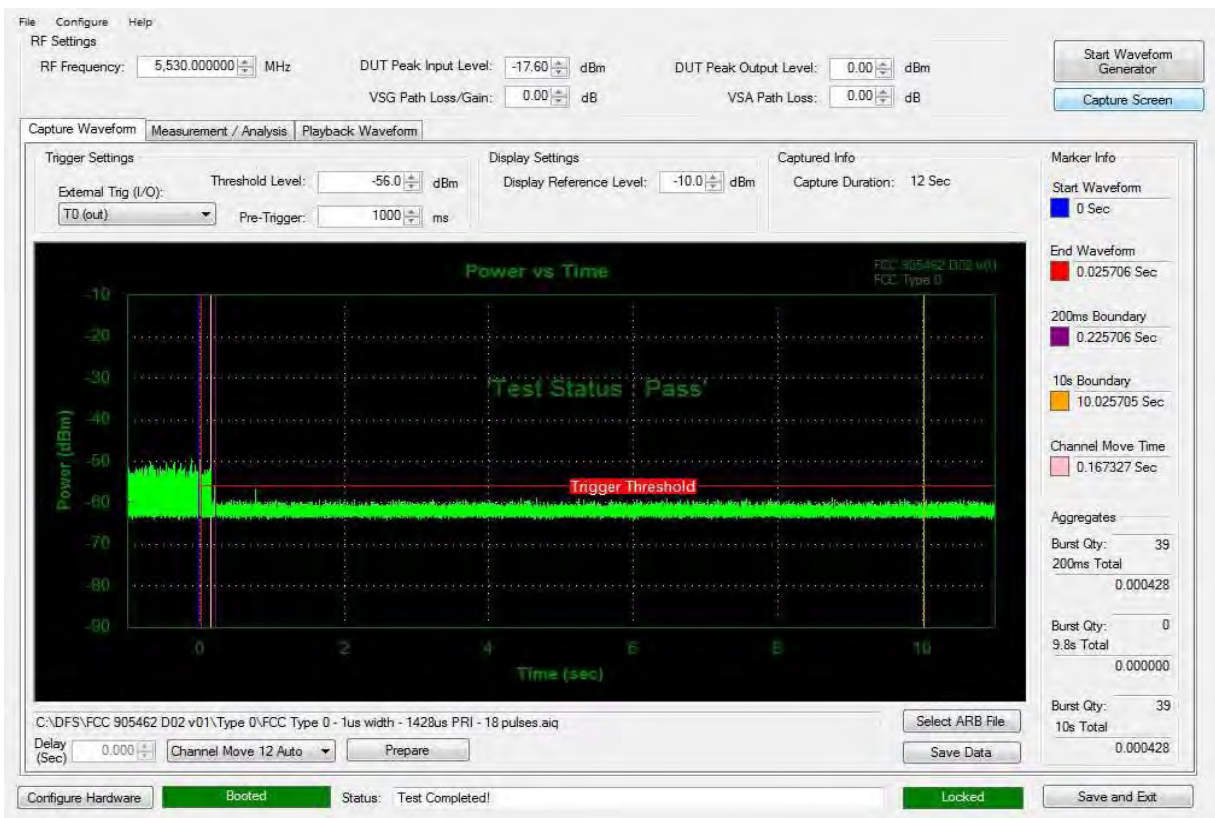 File Configure Help
RF Settings
RF Frequency: 5,530.000000 MHz DUT Peak Input Level: -17.60 dBm DUT Peak Output Level: 0.00 dBm
VSG Path Loss/Gain: 0.00 dB VSA Path Loss: 0.00 dB
Start Waveform
Generator
Capture Screen
Capture Waveform Measurement / Analysis Playback Waveform
Trigger Settings
External Trig (I/O):
T0 (out)
Threshold Level: -56.0 dBm
Pre-Trigger: 1000 ms
Display Settings
Display Reference Level: -10.0 dBm
Captured Info
Capture Duration: 12 Sec
Power vs Time
FCC 905462 D02 v01
FCC Type 0
-10
-20
-30
-40
-50
-60
-70
-80
-90
Power (dBm)
'Test Status : Pass'
Trigger Threshold
0 2 4 6 8 10
Time (sec)
Marker Info
Start Waveform
0 Sec
End Waveform
0.025706 Sec
200ms Boundary
0.225706 Sec
10s Boundary
10.025705 Sec
Channel Move Time
0.167327 Sec
Aggregates
Burst Qty: 39
200ms Total
0.000428
Burst Qty: 0
9.8s Total
0.000000
Burst Qty: 39
10s Total
0.000428
C:\DFS\FCC 905462 D02 v01\Type 0\FCC Type 0 - 1us width - 1428us PRI - 18 pulses.aiq
Select ARB File
Delay
(Sec) 0.000 Channel Move 12 Auto Prepare
Save Data
Configure Hardware Booted Status: Test Completed! Locked Save and Exit